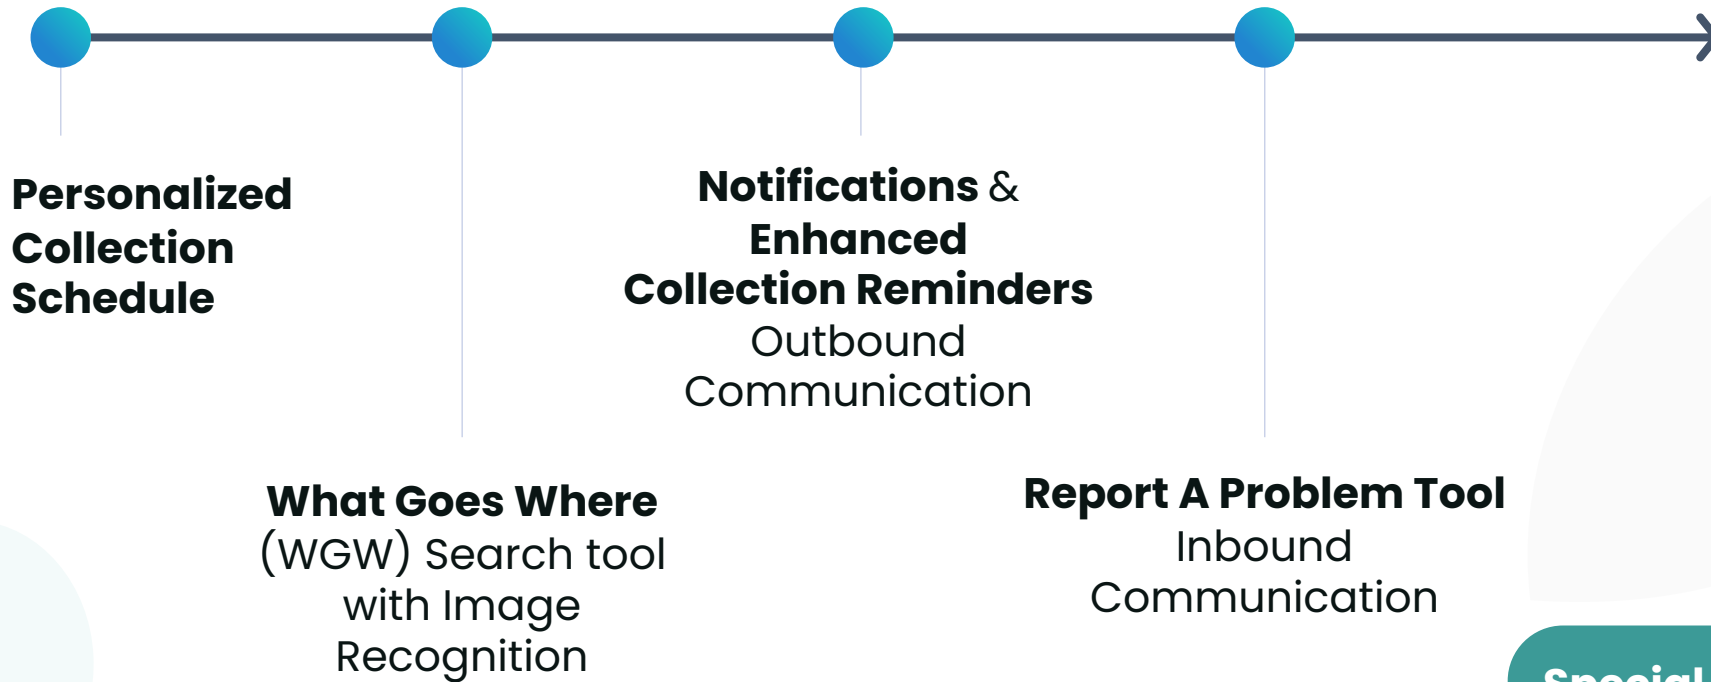 Personalized
Collection
Schedule
What Goes Where
(WGW) Search tool
with Image
Recognition
Notifications &
Enhanced
Collection Reminders
Outbound
Communication
Report A Problem Tool
Inbound
Communication
Special